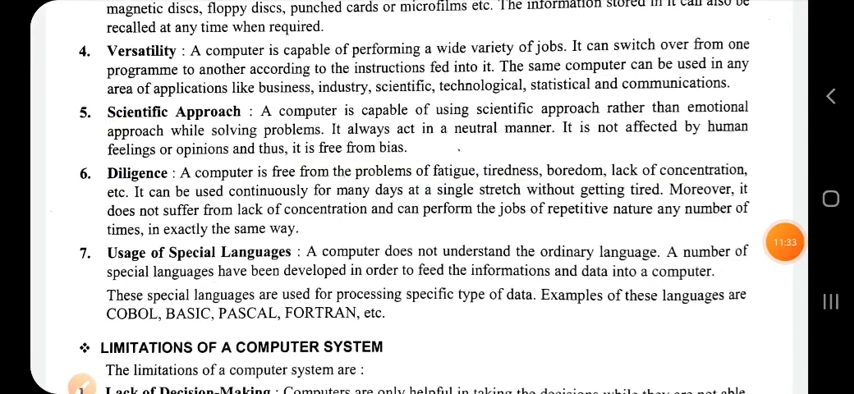 magnetic discs, floppy discs, punched cards or microfilms etc. The information stored in it can also be
recalled at any time when required.
4. Versatility : A computer is capable of performing a wide variety of jobs. It can switch over from one
programme to another according to the instructions fed into it. The same computer can be used in any
area of applications like business, industry, scientific, technological, statistical and communications.
5. Scientific Approach : A computer is capable of using scientific approach rather than emotional
approach while solving problems. It always act in a neutral manner. It is not affected by human
feelings or opinions and thus, it is free from bias.
6. Diligence : A computer is free from the problems of fatigue, tiredness, boredom, lack of concentration,
etc. It can be used continuously for many days at a single stretch without getting tired. Moreover, it
does not suffer from lack of concentration and can perform the jobs of repetitive nature any number of
times, in exactly the same way.
11:33
7. Usage of Special Languages : A computer does not understand the ordinary language. A number of
special languages have been developed in order to feed the informations and data into a computer.
These special languages are used for processing specific type of data. Examples of these languages are
COBOL, BASIC, PASCAL, FORTRAN, etc.
❖ LIMITATIONS OF A COMPUTER SYSTEM
The limitations of a computer system are :
1. Lack of Decision-Making : Computers are only helpful in taking the decisions while they are not able